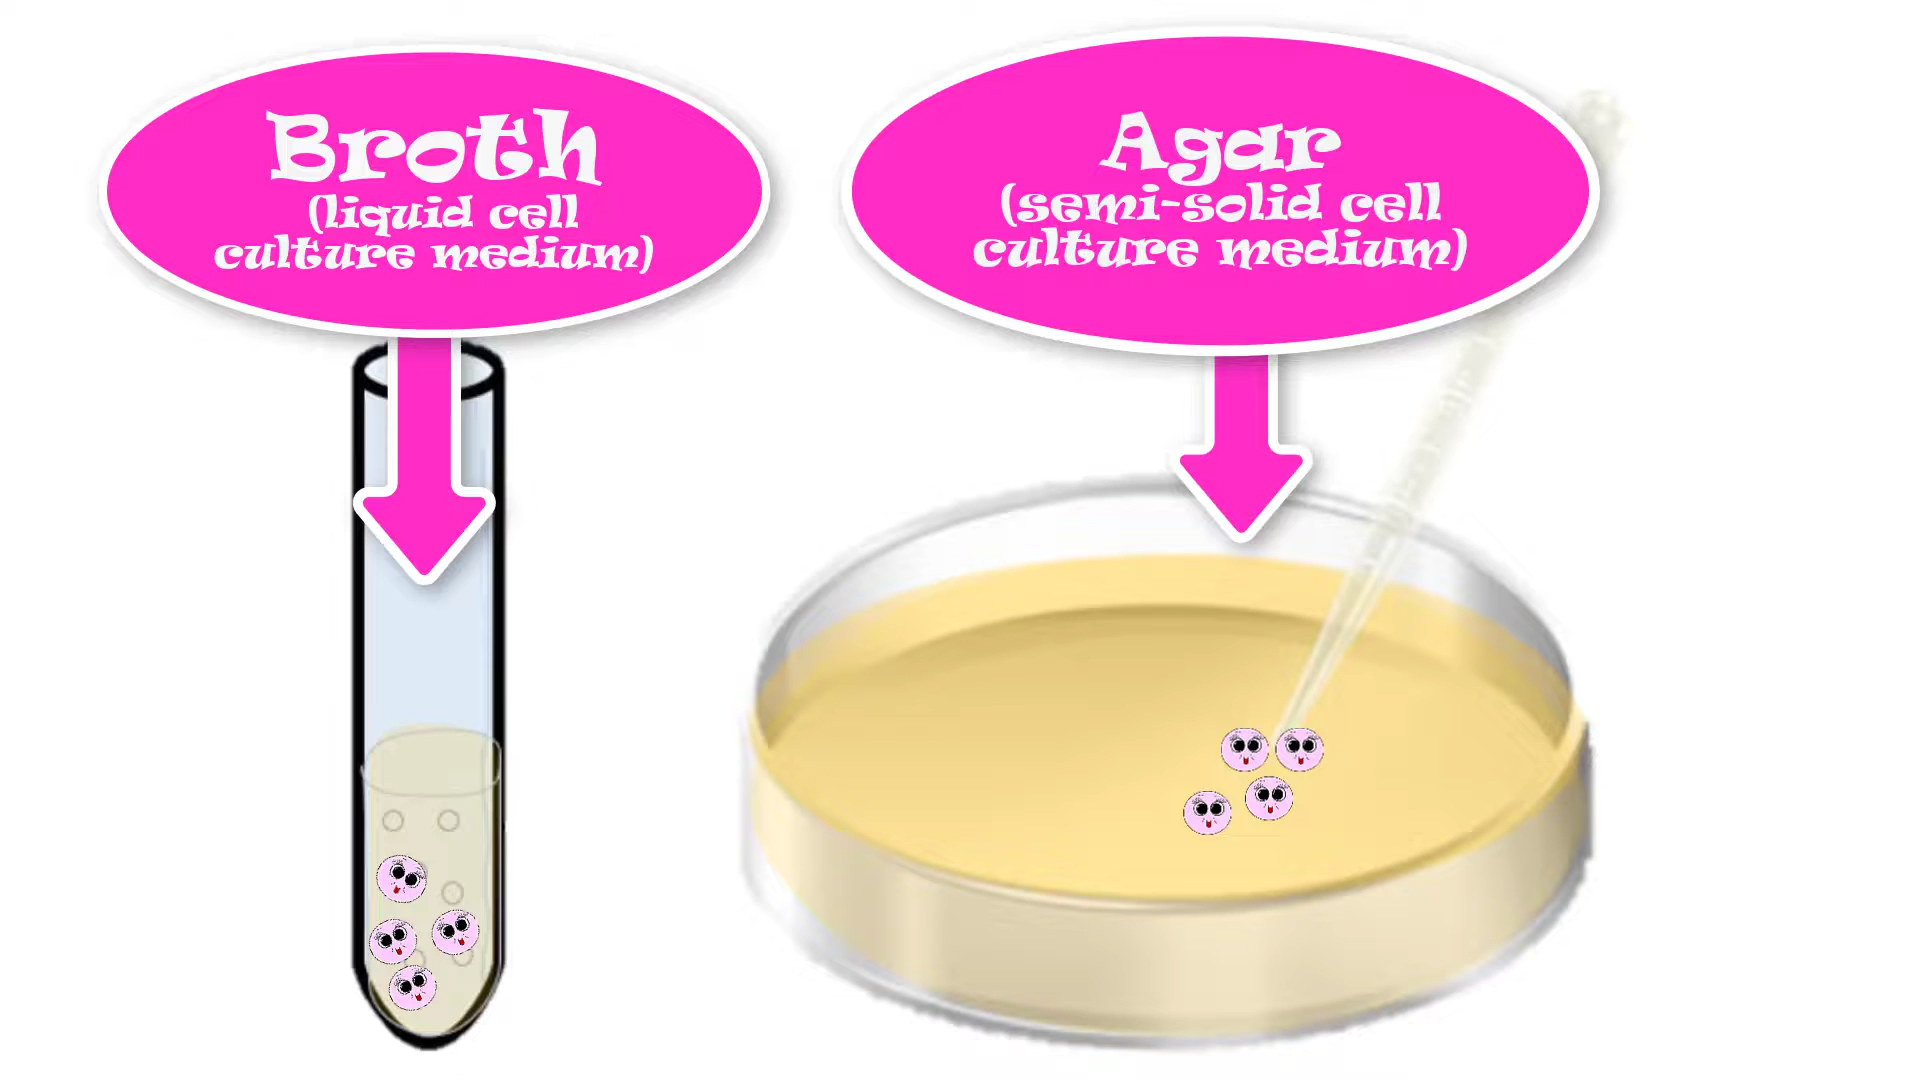 Broth
(liquid cell
culture medium)
Agar
(semi-solid cell
culture medium)